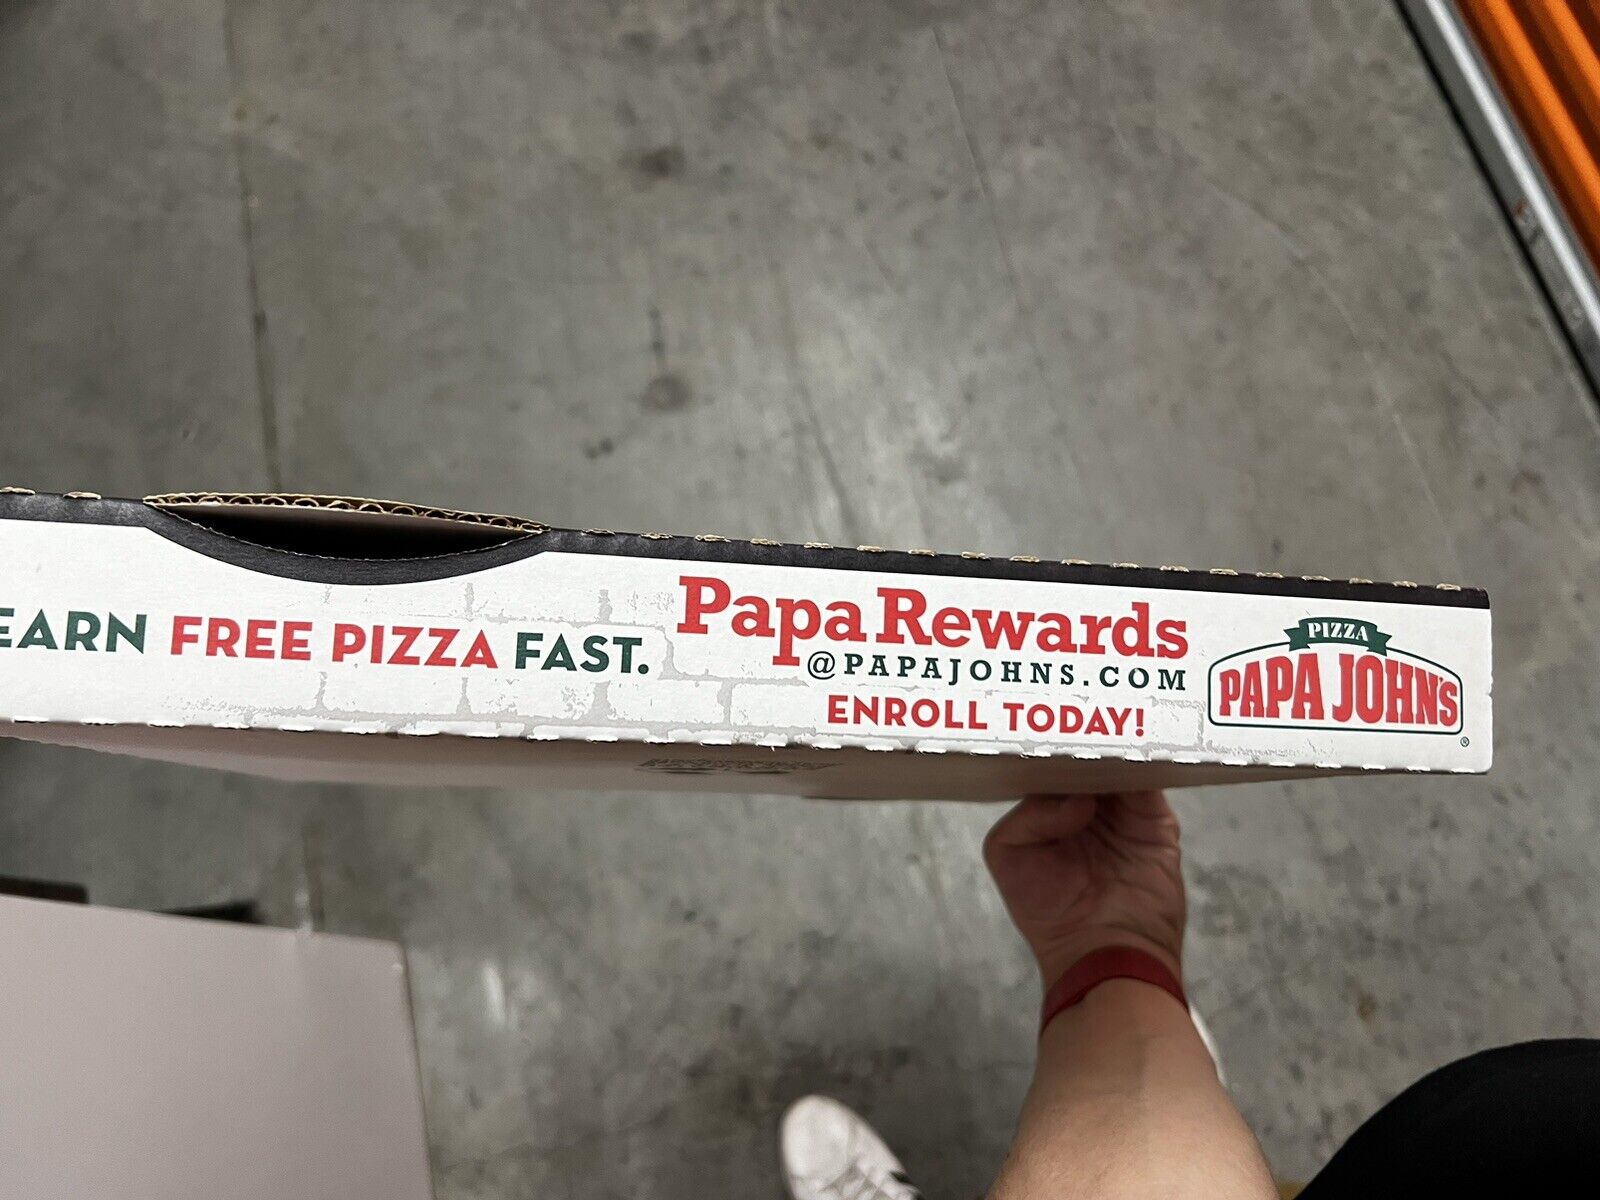 EARN FREE PIZZA FAST.
Papa Rewards
@PAPAJOHNS.COM
ENROLL TODAY!
PIZZA
PAPA JOHN'S
®